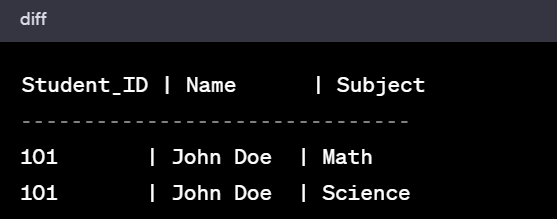 diff
Student_ID | Name      | Subject
-------------------------------
101       | John Doe  | Math
101       | John Doe  | Science